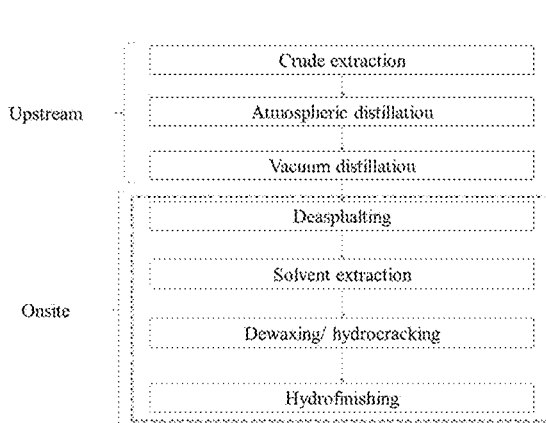 Crude extraction
Upstream
Atmospheric distillation
Vacuum distillation
Deasphalting
Solvent extraction
Onsite
Dewaxing/ hydrocracking
Hydrofinishing